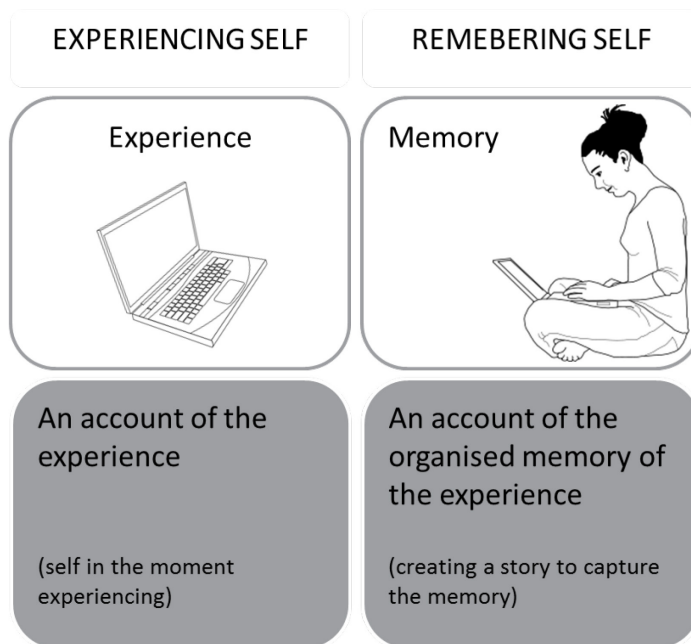 EXPERIENCING SELF
REMEBERING SELF
Experience
Memory
An account of the
experience
(self in the moment
experiencing)
An account of the
organised memory of
the experience
(creating a story to capture
the memory)